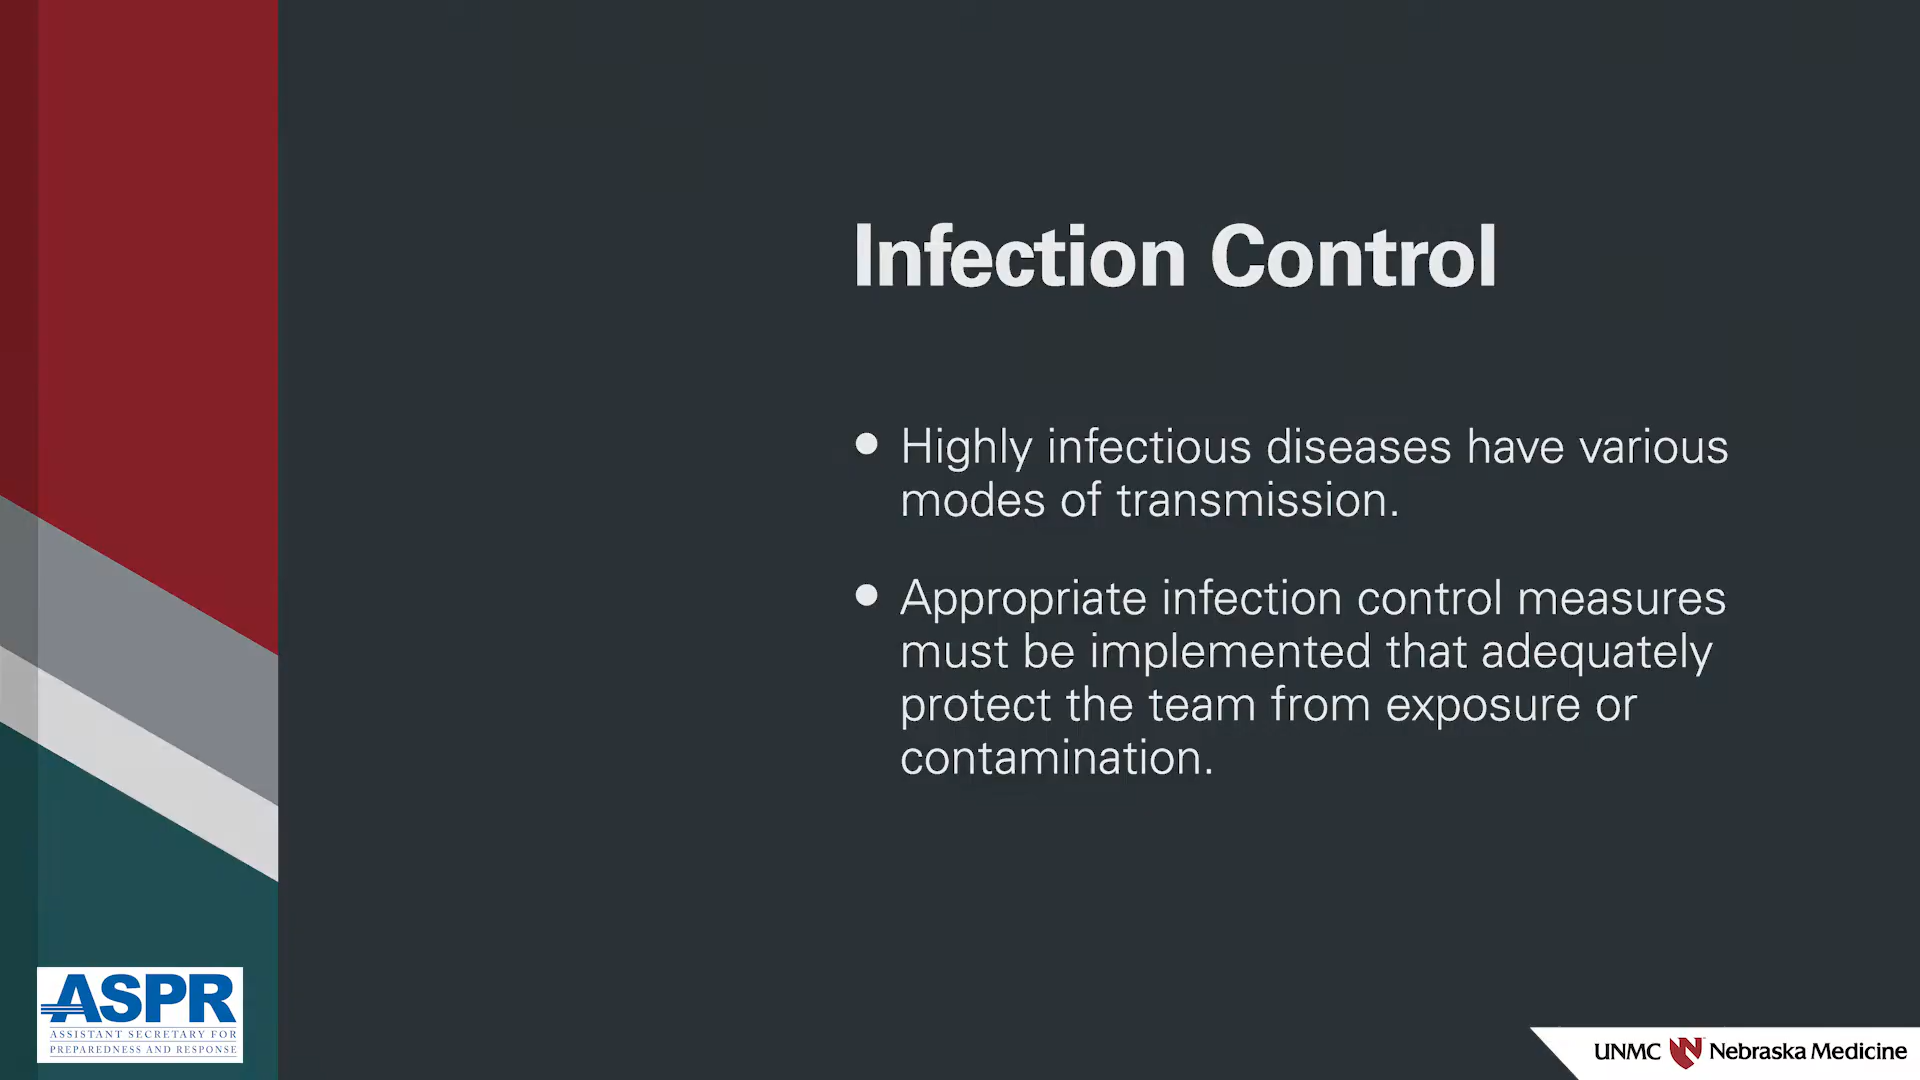 Infection Control
• Highly infectious diseases have various
modes of transmission.
• Appropriate infection control measures
must be implemented that adequately
protect the team from exposure or
contamination.
ASPR
ASSISTANT SECRETARY FOR
PREPAREDNESS AND RESPONSE
UNMC Nebraska Medicine